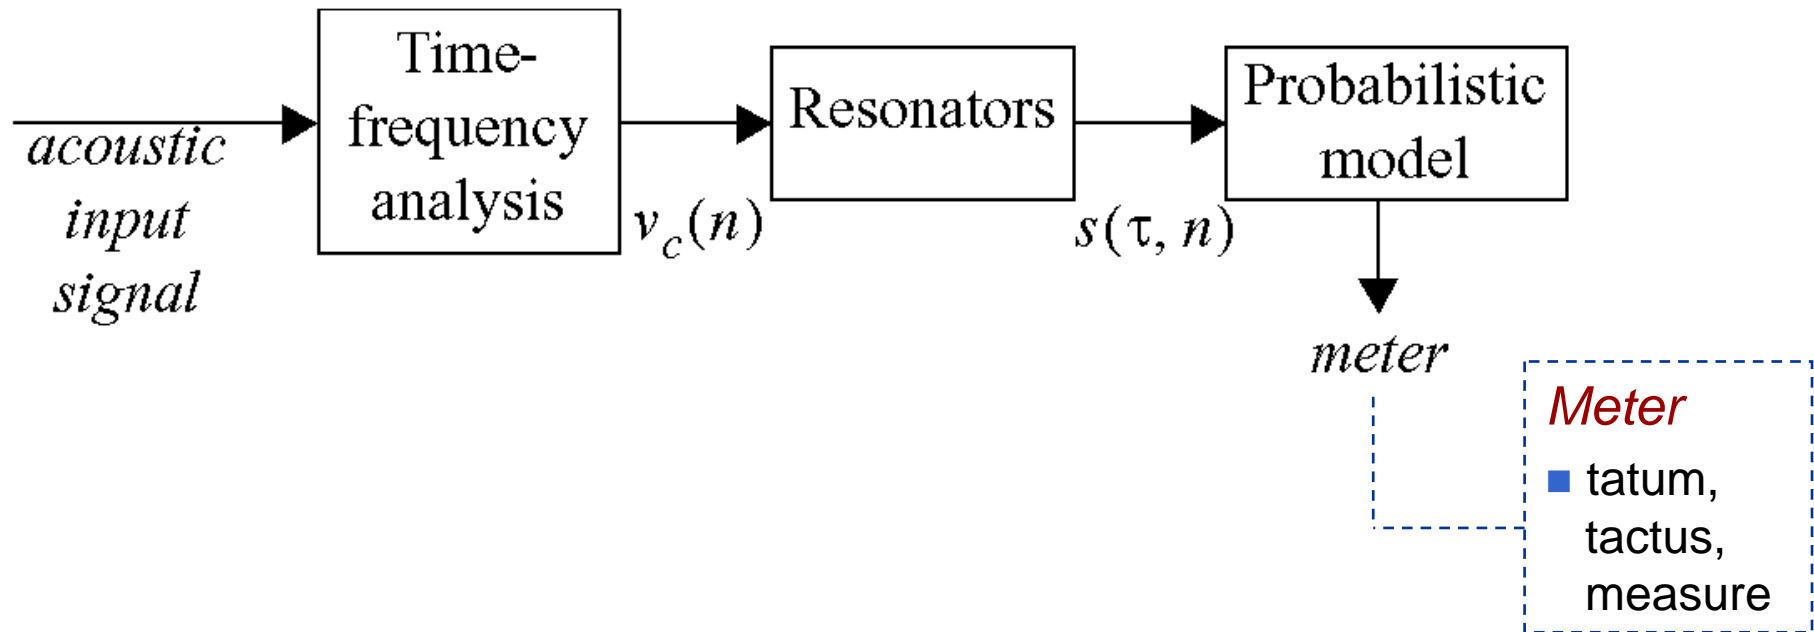 acoustic
input
signal
Time-
frequency
analysis
v_c(n)
Resonators
s(τ, n)
Probabilistic
model
meter
Meter
tatum,
tactus,
measure